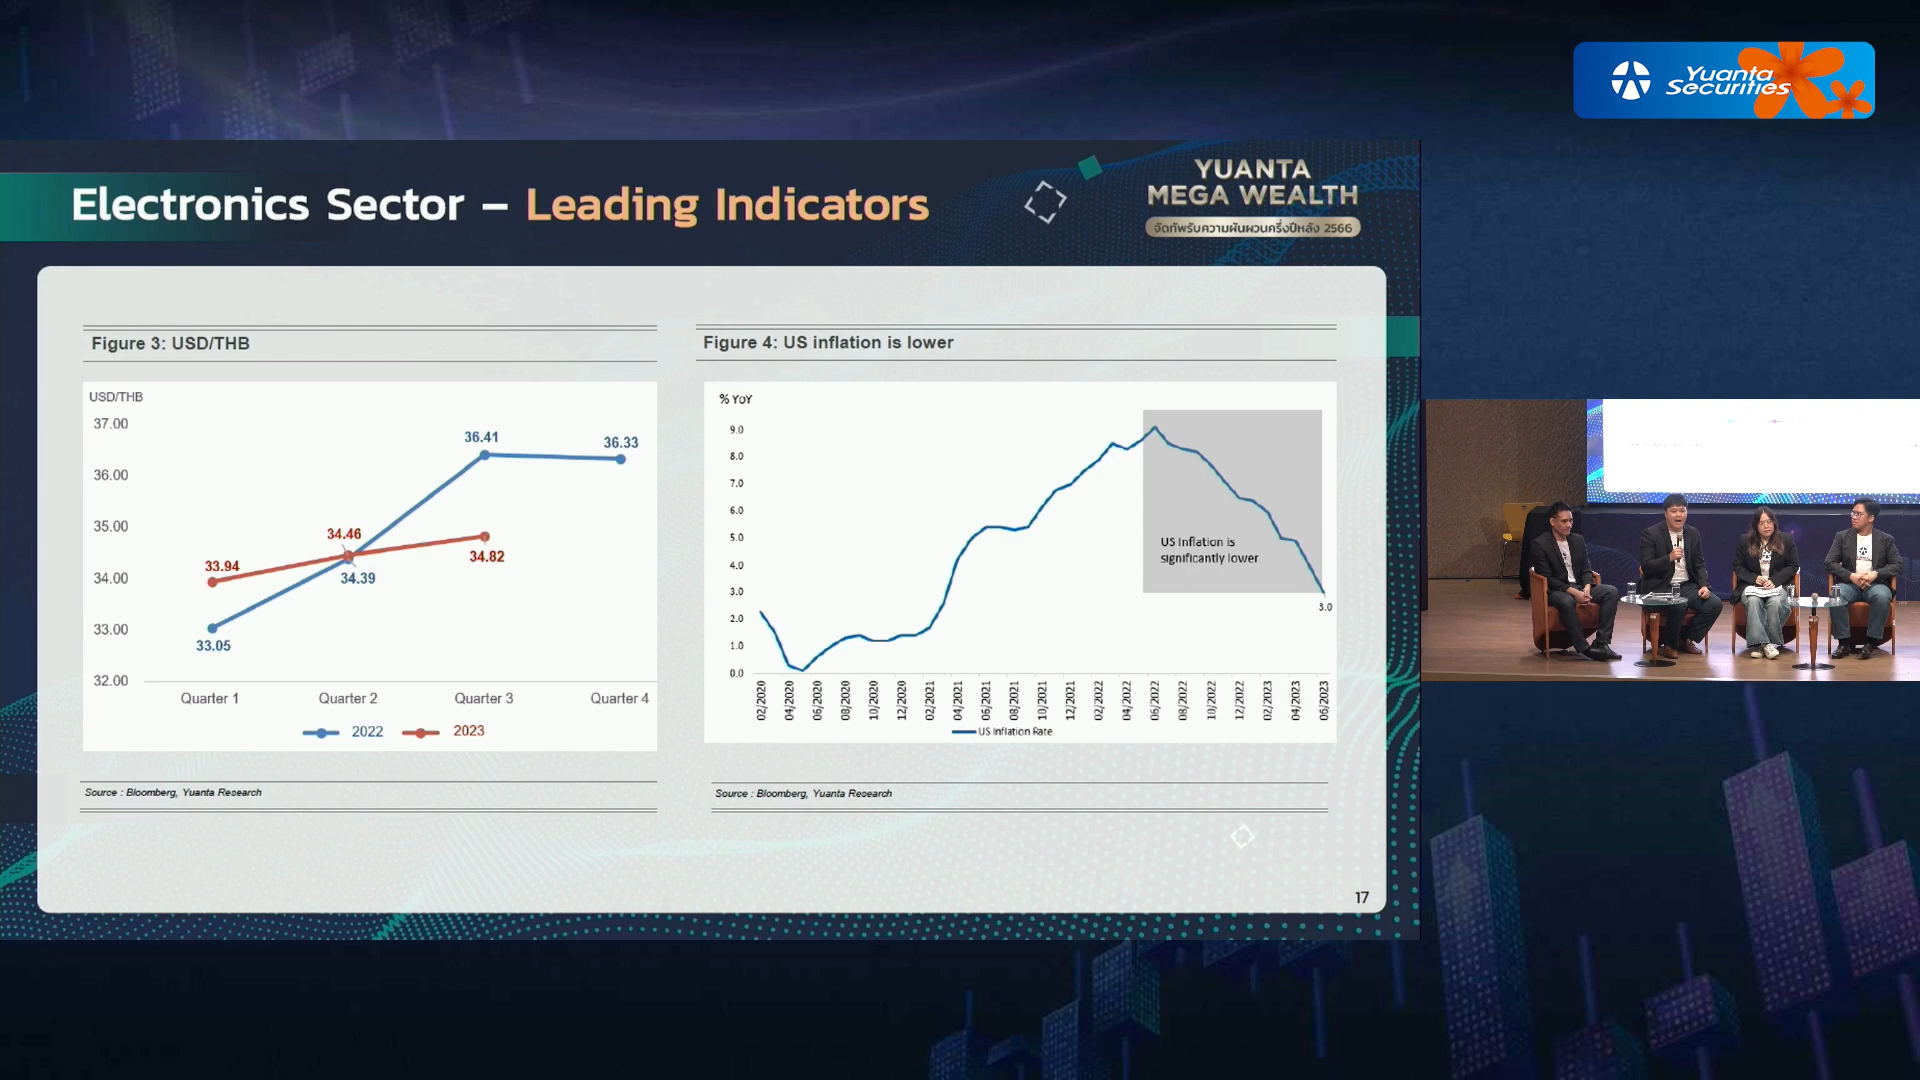 Yuanta
Securities
Electronics Sector – Leading Indicators
YUANTA
MEGA WEALTH
จัดทัพรับความผันผวนครึ่งปีหลัง 2566
Figure 3: USD/THB
USD/THB
37.00
36.00
35.00
34.00
33.00
32.00
36.41
36.33
34.46
33.94
34.82
34.39
33.05
Quarter 1
Quarter 2
Quarter 3
Quarter 4
2022
2023
Source : Bloomberg, Yuanta Research
Figure 4: US inflation is lower
% YoY
9.0
8.0
7.0
6.0
5.0
4.0
3.0
2.0
1.0
0.0
US Inflation is
significantly lower
3.0
02/2020
04/2020
06/2020
08/2020
10/2020
12/2020
02/2021
04/2021
06/2021
08/2021
10/2021
12/2021
02/2022
04/2022
06/2022
08/2022
10/2022
12/2022
02/2023
04/2023
06/2023
US Inflation Rate
Source : Bloomberg, Yuanta Research
17